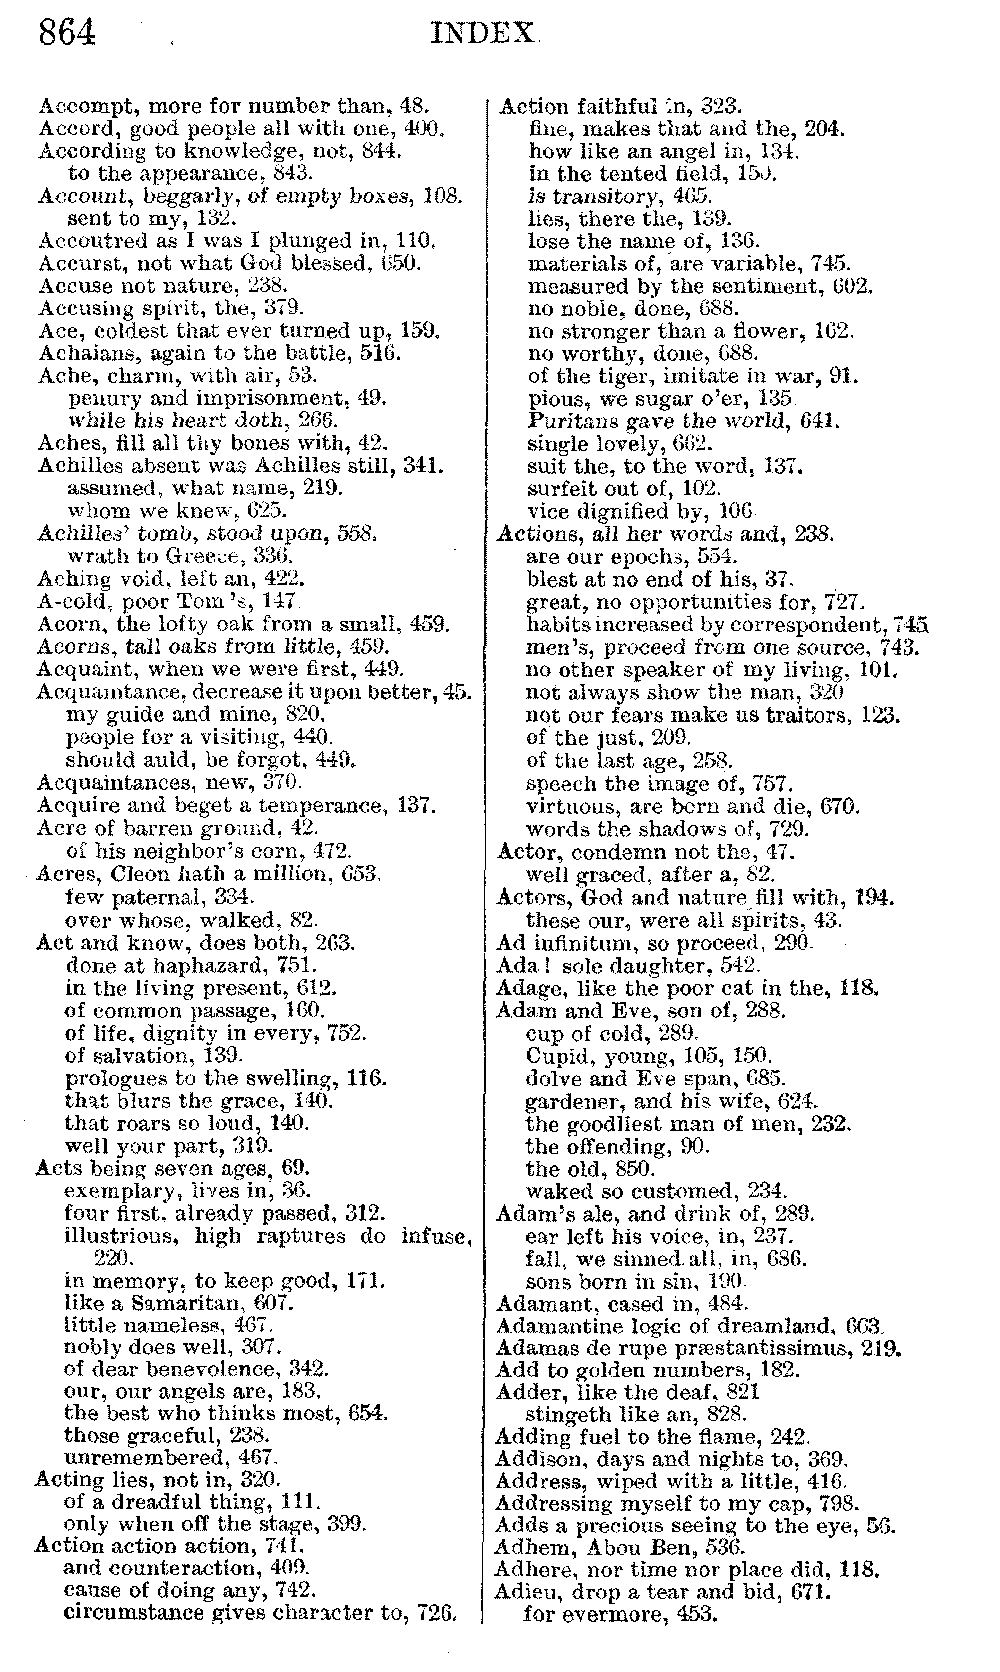 864
INDEX
Accompt, more for number than, 48.
Accord, good people all with one, 400.
According to knowledge, not, 844.
to the appearance, 843.
Account, beggarly, of empty boxes, 108.
sent to my, 132.
Accoutred as I was I plunged in, 110.
Accurst, not what God blessed, 650.
Accuse not nature, 238.
Accusing spirit, the, 379.
Ace, coldest that ever turned up, 159.
Achaians, again to the battle, 516.
Ache, charm, with air, 53.
penury and imprisonment, 49.
while his heart doth, 266.
Aches, fill all thy bones with, 42.
Achilles absent was Achilles still, 341.
assumed, what name, 219.
whom we knew, 625.
Achilles' tomb, stood upon, 558.
wrath to Greece, 336.
Aching void, left an, 422.
A-cold, poor Tom 's, 147.
Acorn, the lofty oak from a small, 459.
Acorns, tall oaks from little, 459.
Acquaint, when we were first, 449.
Acquaintance, decrease it upon better, 45.
my guide and mine, 820.
people for a visiting, 440.
should auld, be forgot, 449.
Acquaintances, new, 370.
Acquire and beget a temperance, 137.
Acre of barren ground, 42.
of his neighbor's corn, 472.
Acres, Cleon hath a million, 653.
few paternal, 334.
over whose, walked, 82.
Act and know, does both, 263.
done at haphazard, 751.
in the living present, 612.
of common passage, 160.
of life, dignity in every, 752.
of salvation, 139.
prologues to the swelling, 116.
that blurs the grace, 140.
that roars so loud, 140.
well your part, 319.
Acts being seven ages, 69.
exemplary, lives in, 36.
four first, already passed, 312.
illustrious, high raptures do infuse,
220.
in memory, to keep good, 171.
like a Samaritan, 607.
little nameless, 467.
nobly does well, 307.
of dear benevolence, 342.
our, our angels are, 183.
the best who thinks most, 654.
those graceful, 238.
unremembered, 467.
Acting lies, not in, 320.
of a dreadful thing, 111.
only when off the stage, 399.
Action action action, 741.
and counteraction, 409.
cause of doing any, 742.
circumstance gives character to, 726.
Action faithful in, 323.
fine, makes that and the, 204.
how like an angel in, 134.
in the tented field, 150.
is transitory, 465.
lies, there the, 139.
lose the name of, 136.
materials of, are variable, 745.
measured by the sentiment, 602.
no noble, done, 688.
no stronger than a flower, 162.
no worthy, done, 688.
of the tiger, imitate in war, 91.
pious, we sugar o'er, 135.
Puritans gave the world, 641.
single lovely, 662.
suit the, to the word, 137.
surfeit out of, 102.
vice dignified by, 106
Actions, all her words and, 238.
are our epochs, 554.
blest at no end of his, 37.
great, no opportunities for, 727.
habits increased by correspondent, 745
men's, proceed from one source, 743.
no other speaker of my living, 101.
not always show the man, 320
not our fears make us traitors, 123.
of the just, 209.
of the last age, 258.
speech the image of, 757.
virtuous, are born and die, 670.
words the shadows of, 729.
Actor, condemn not the, 47.
well graced, after a, 82.
Actors, God and nature fill with, 194.
these our, were all spirits, 43.
Ad infinitum, so proceed, 290.
Ada! sole daughter, 542.
Adage, like the poor cat in the, 118.
Adam and Eve, son of, 288.
cup of cold, 289.
Cupid, young, 105, 150.
dolve and Eve span, 685.
gardener, and his wife, 624.
the goodliest man of men, 232.
the offending, 90.
the old, 850.
waked so customed, 234.
Adam's ale, and drink of, 289.
ear left his voice, in, 237.
fall, we sinned all, in, 686.
sons born in sin, 190.
Adamant, cased in, 484.
Adamantine logic of dreamland, 663.
Adamas de rupe præstantissimus, 219.
Add to golden numbers, 182.
Adder, like the deaf, 821
stingeth like an, 828.
Adding fuel to the flame, 242.
Addison, days and nights to, 369.
Address, wiped with a little, 416.
Addressing myself to my cap, 798.
Adds a precious seeing to the eye, 56.
Adhem, Abou Ben, 536.
Adhere, nor time nor place did, 118.
Adieu, drop a tear and bid, 671.
for evermore, 453.